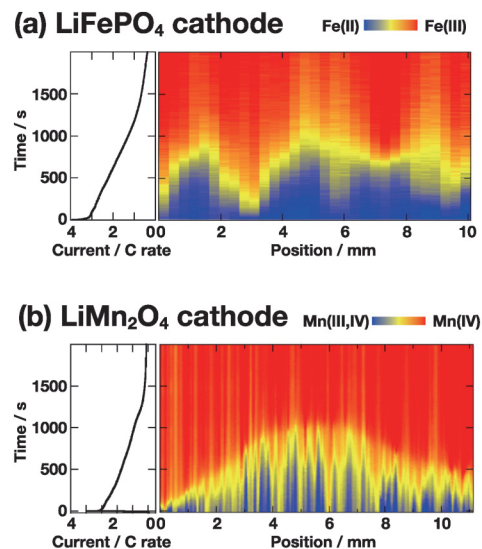 (a) LiFePO4 cathode
Fe(II) Fe(III)
Time / s
1500
1000
500
0
4 2 0 0 2 4 6 8 10
Current / C rate Position / mm
(b) LiMn2O4 cathode
Mn(III,IV) Mn(IV)
Time / s
1500
1000
500
0
4 2 0 0 2 4 6 8 10
Current / C rate Position / mm